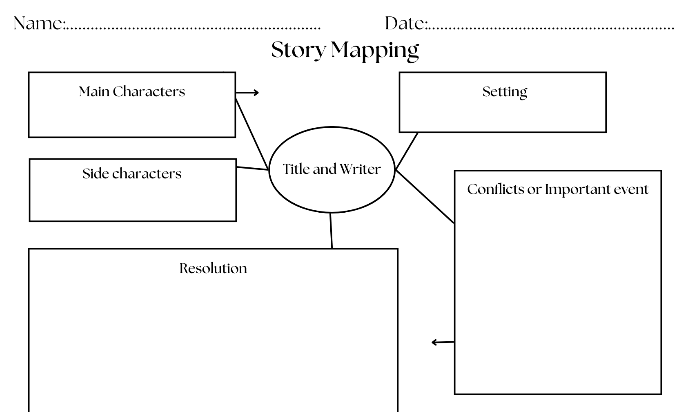 Name:............................................................ Date:............................................................
Story Mapping
Main Characters
Setting
Side characters
Title and Writer
Conflicts or Important event
Resolution